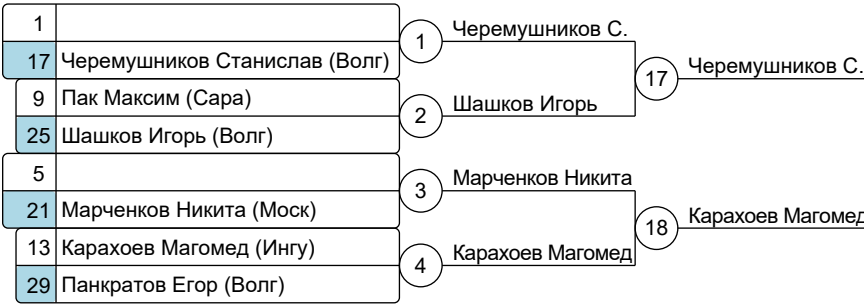 1
17 Черемушников Станислав (Волг)
9 Пак Максим (Сара)
25 Шашков Игорь (Волг)
5
21 Марченков Никита (Моск)
13 Карахоев Магомед (Ингу)
29 Панкратов Егор (Волг)
1
2
3
4
Черемушников С.
Шашков Игорь
Марченков Никита
Карахоев Магомед
17
18
Черемушников С.
Карахоев Магомед